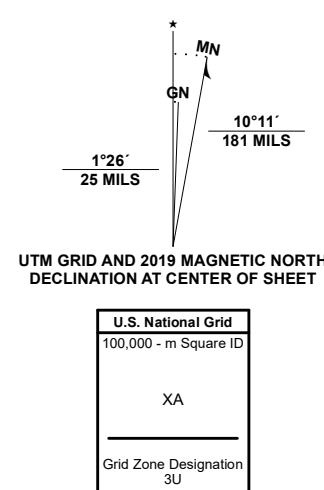 ★
MN
GN
10°11´
181 MILS
1°26´
25 MILS
UTM GRID AND 2019 MAGNETIC NORTH
DECLINATION AT CENTER OF SHEET
U.S. National Grid
100,000 - m Square ID
XA
Grid Zone Designation
3U